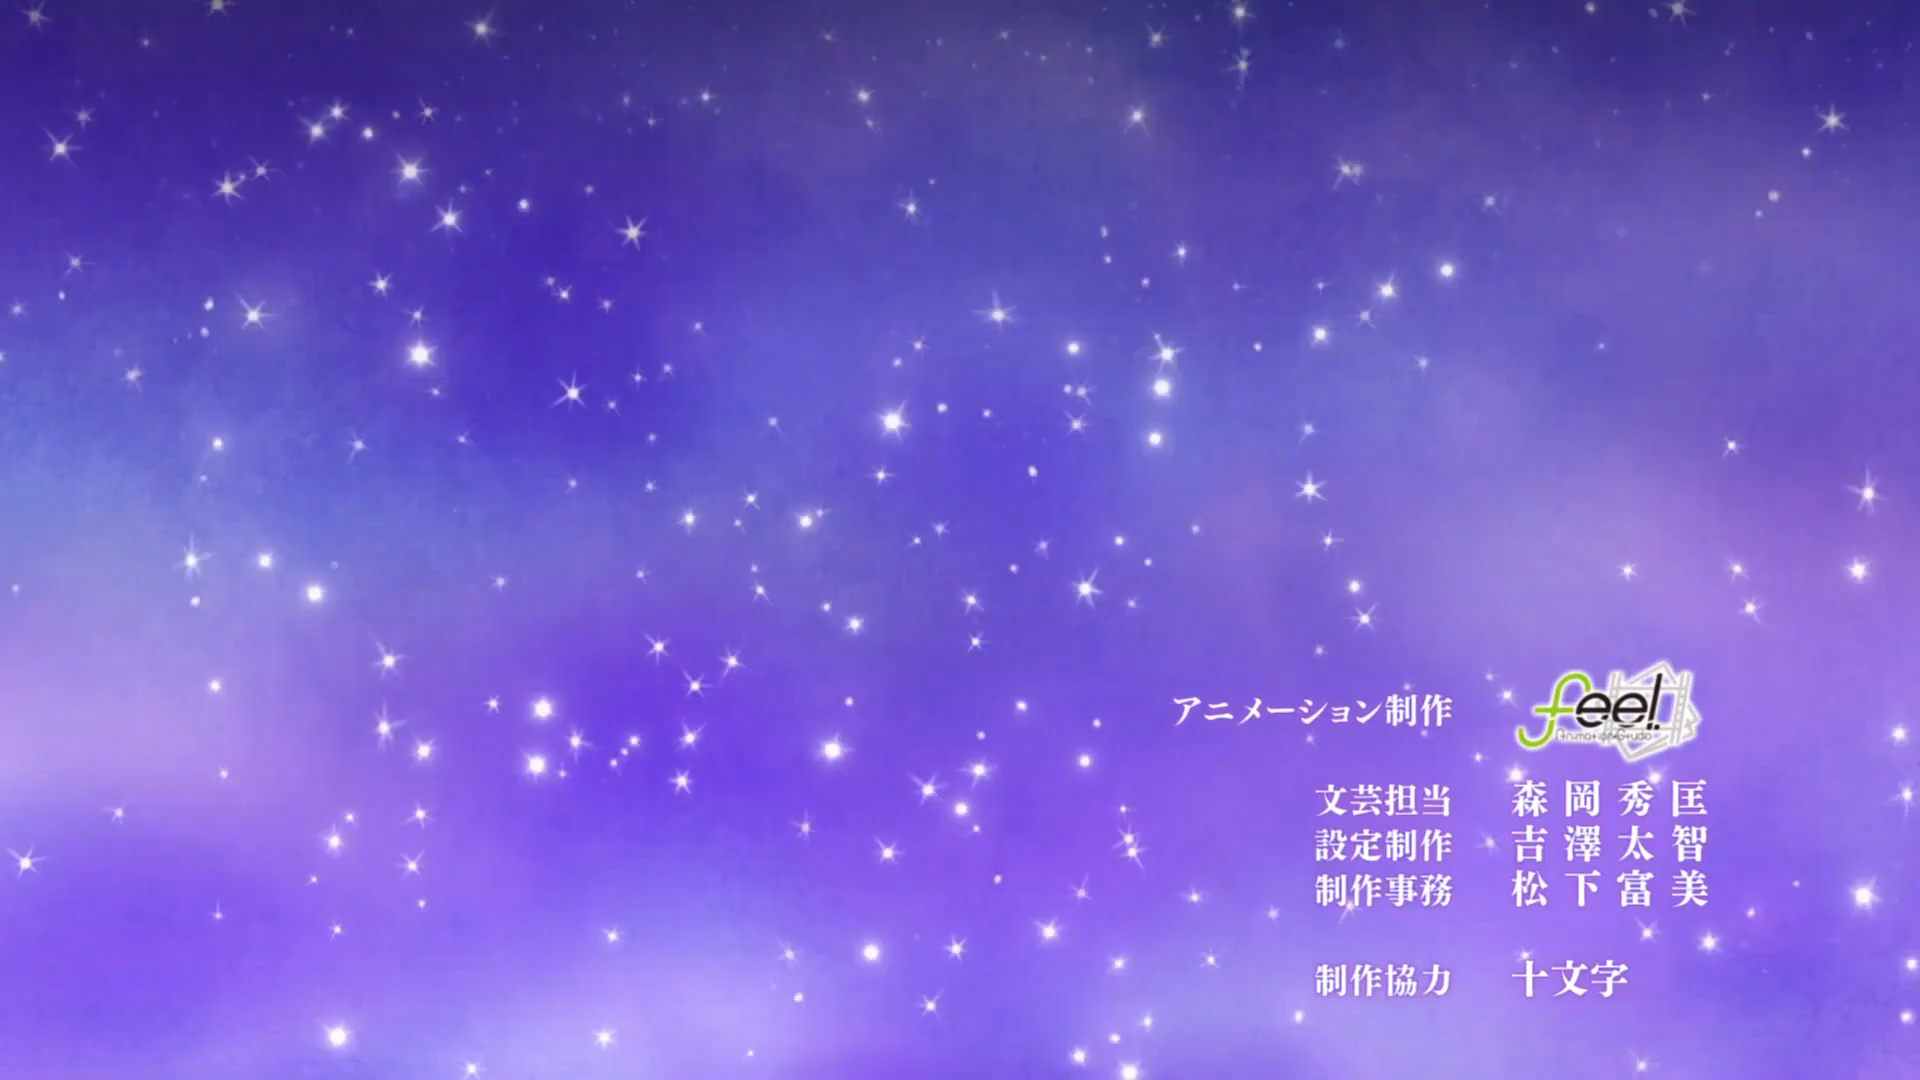 アニメーション制作 feel.
Animation Studio
文芸担当 森岡秀匡
設定制作 吉澤太智
制作事務 松下富美
制作協力 十文字